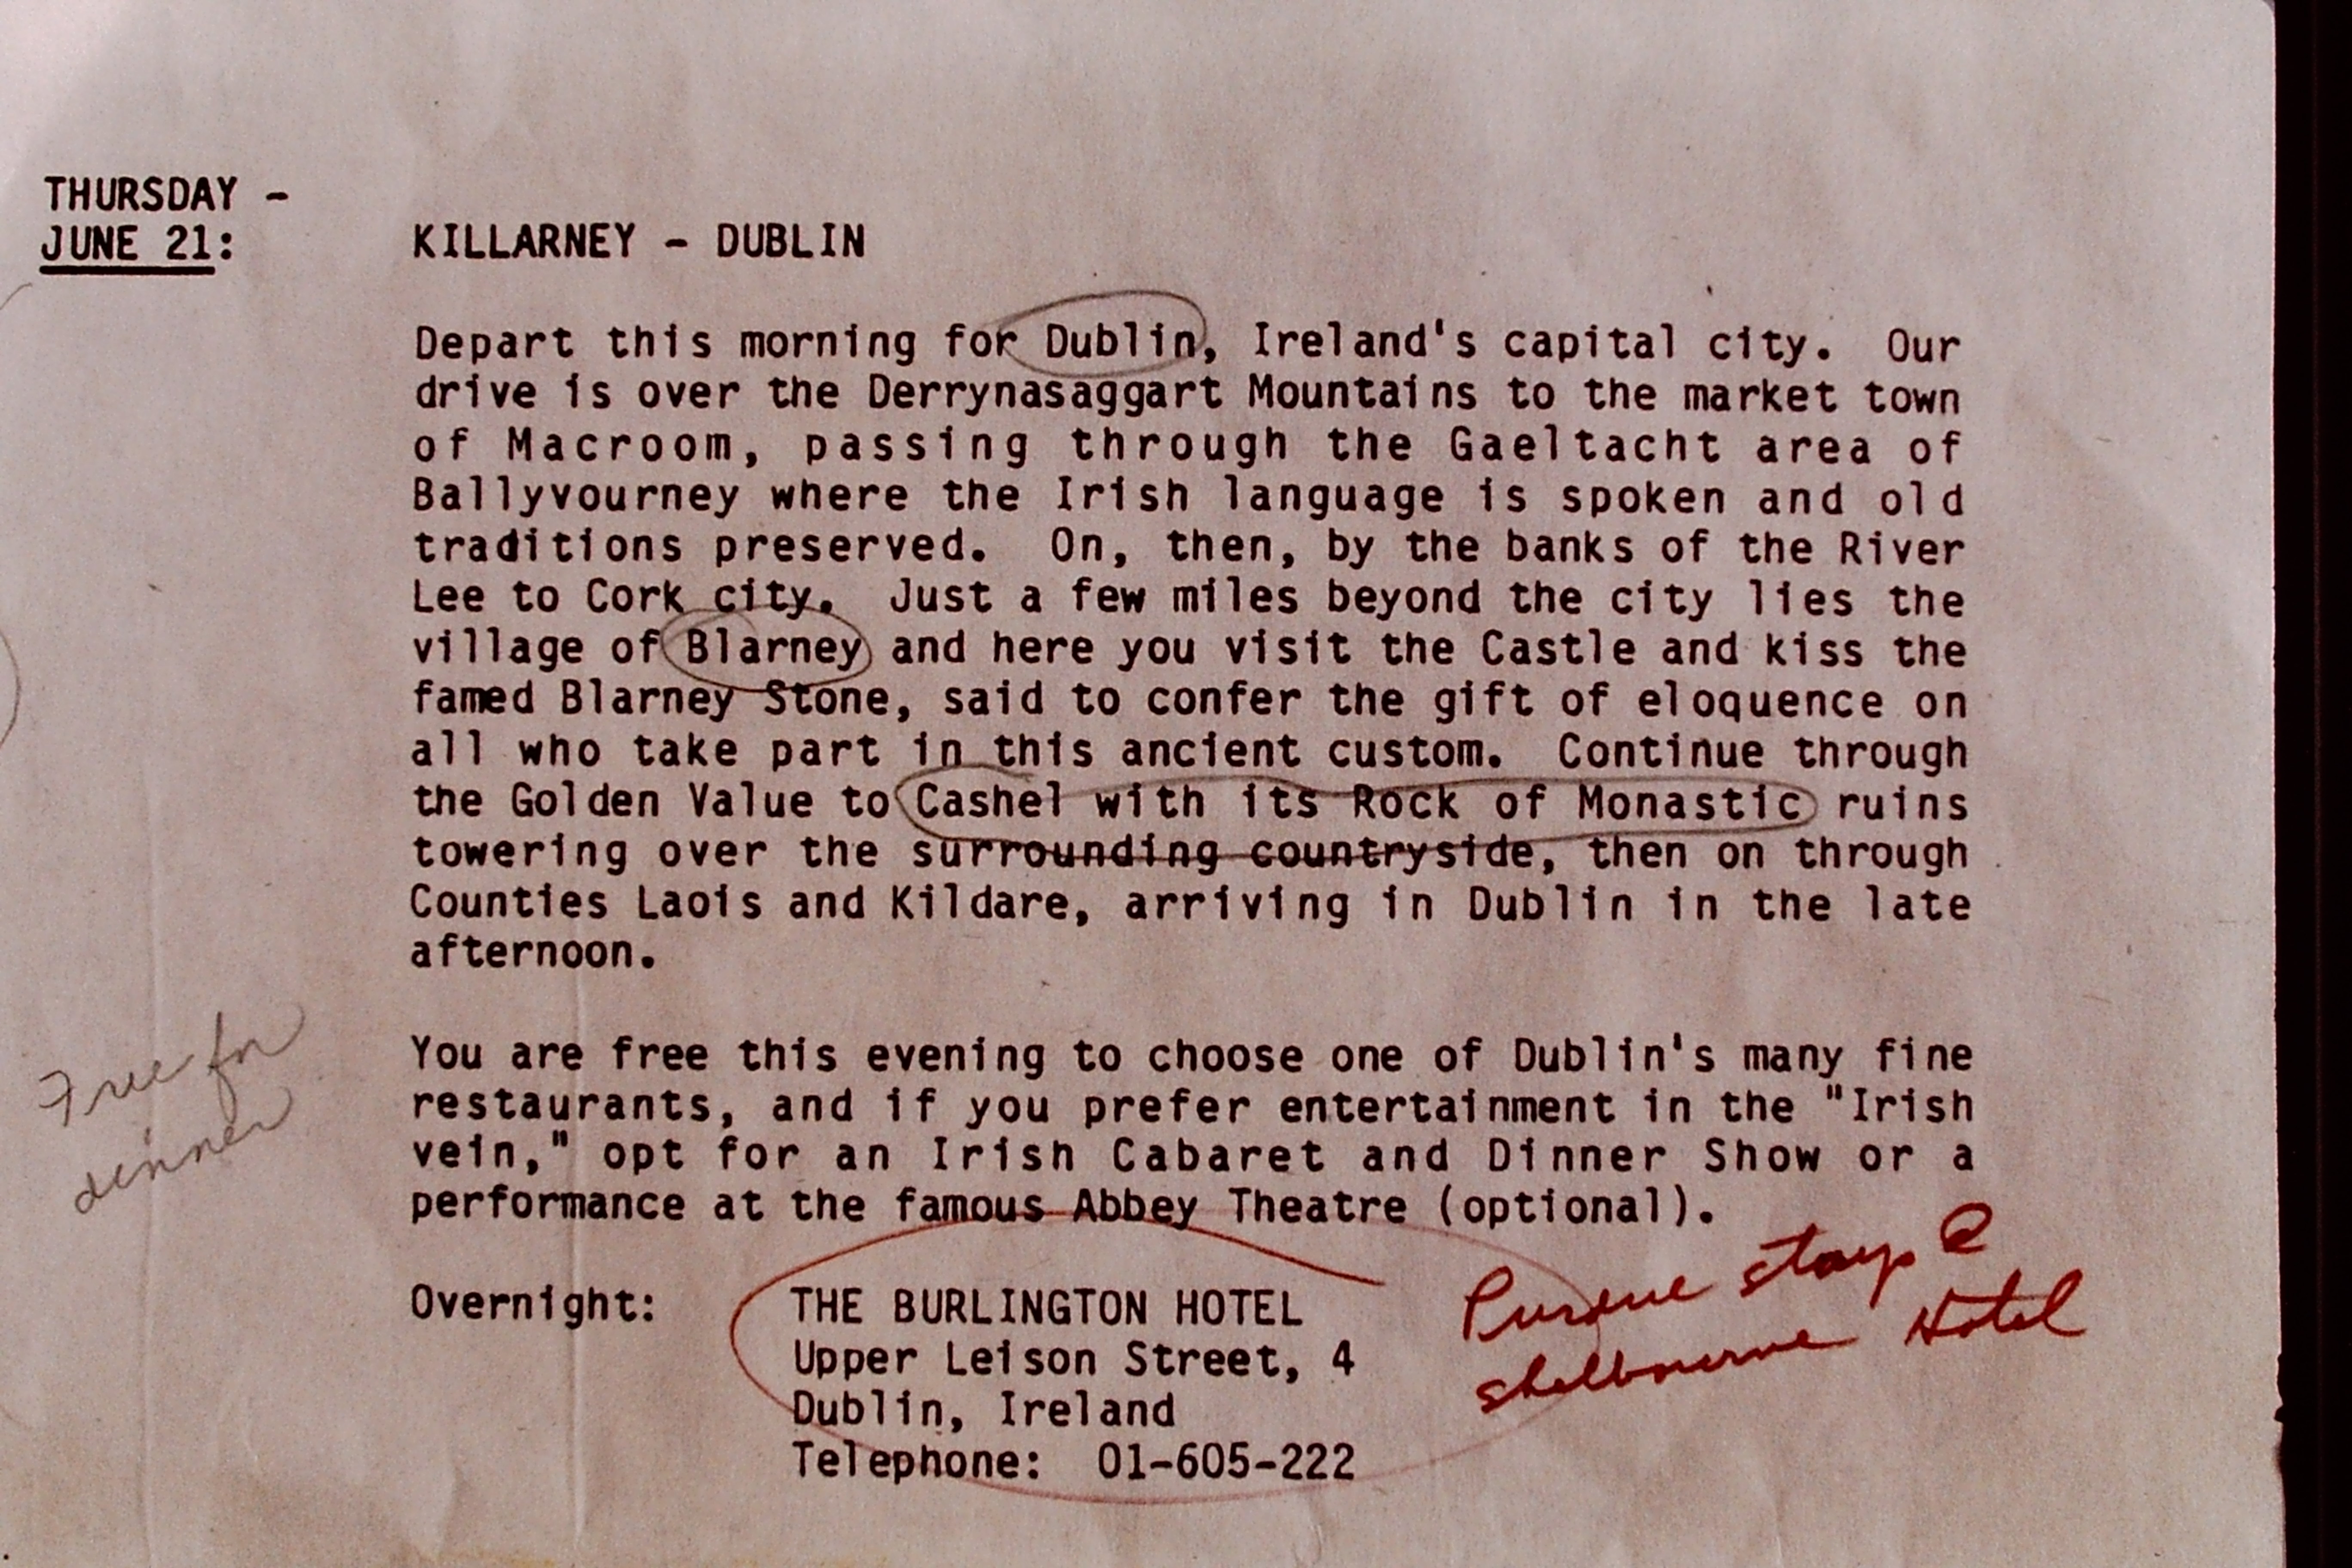 THURSDAY -
JUNE 21:
KILLARNEY - DUBLIN
Depart this morning for Dublin, Ireland's capital city. Our
drive is over the Derrynasaggart Mountains to the market town
of Macroom, passing through the Gaeltacht area of
Ballyvourney where the Irish language is spoken and old
traditions preserved. On, then, by the banks of the River
Lee to Cork city. Just a few miles beyond the city lies the
village of Blarney and here you visit the Castle and kiss the
famed Blarney Stone, said to confer the gift of eloquence on
all who take part in this ancient custom. Continue through
the Golden Value to Cashel with its Rock of Monastic ruins
towering over the surrounding countryside, then on through
Counties Laois and Kildare, arriving in Dublin in the late
afternoon.
Free for
dinner
You are free this evening to choose one of Dublin's many fine
restaurants, and if you prefer entertainment in the "Irish
vein," opt for an Irish Cabaret and Dinner Show or a
performance at the famous Abbey Theatre (optional).
Overnight: THE BURLINGTON HOTEL
Upper Leison Street, 4
Dublin, Ireland
Telephone: 01-605-222
Purdue stays @
Shelbourne Hotel